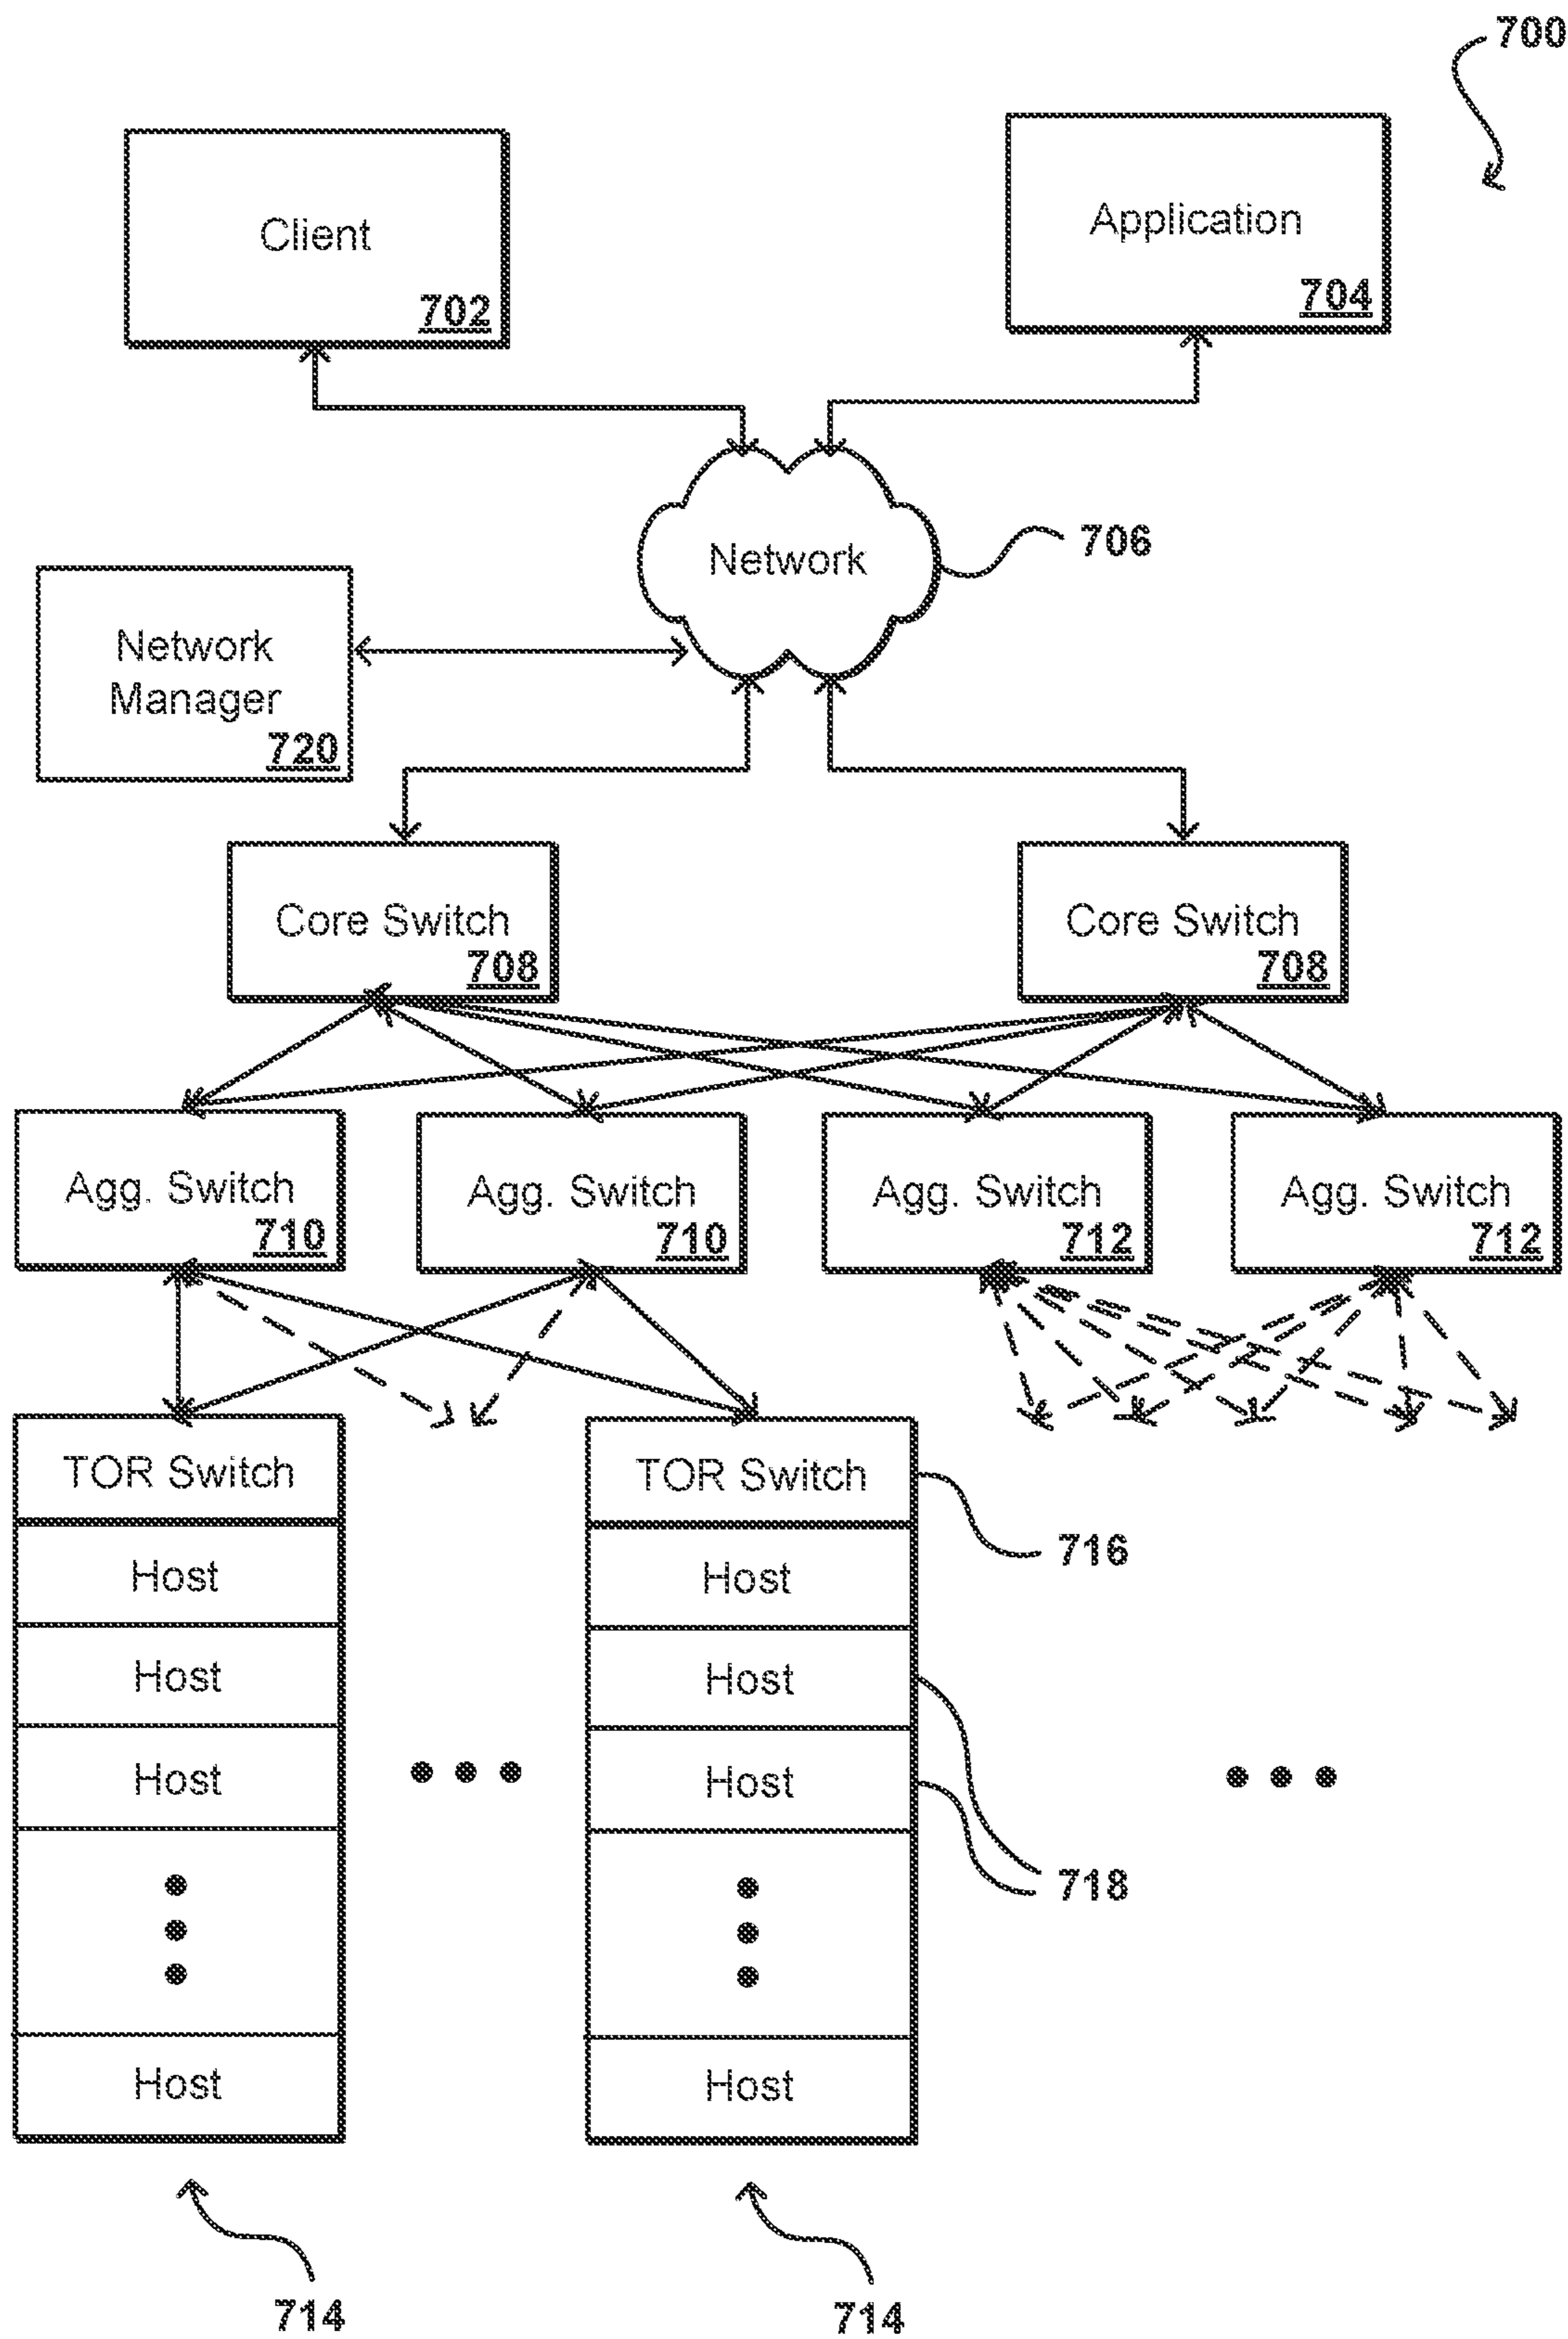 700
Client
702
Application
704
Network
706
Network
Manager
720
Core Switch
708
Core Switch
708
Agg. Switch
710
Agg. Switch
710
Agg. Switch
712
Agg. Switch
712
TOR Switch
Host
Host
Host
Host
TOR Switch
Host
Host
Host
Host
716
718
714
714